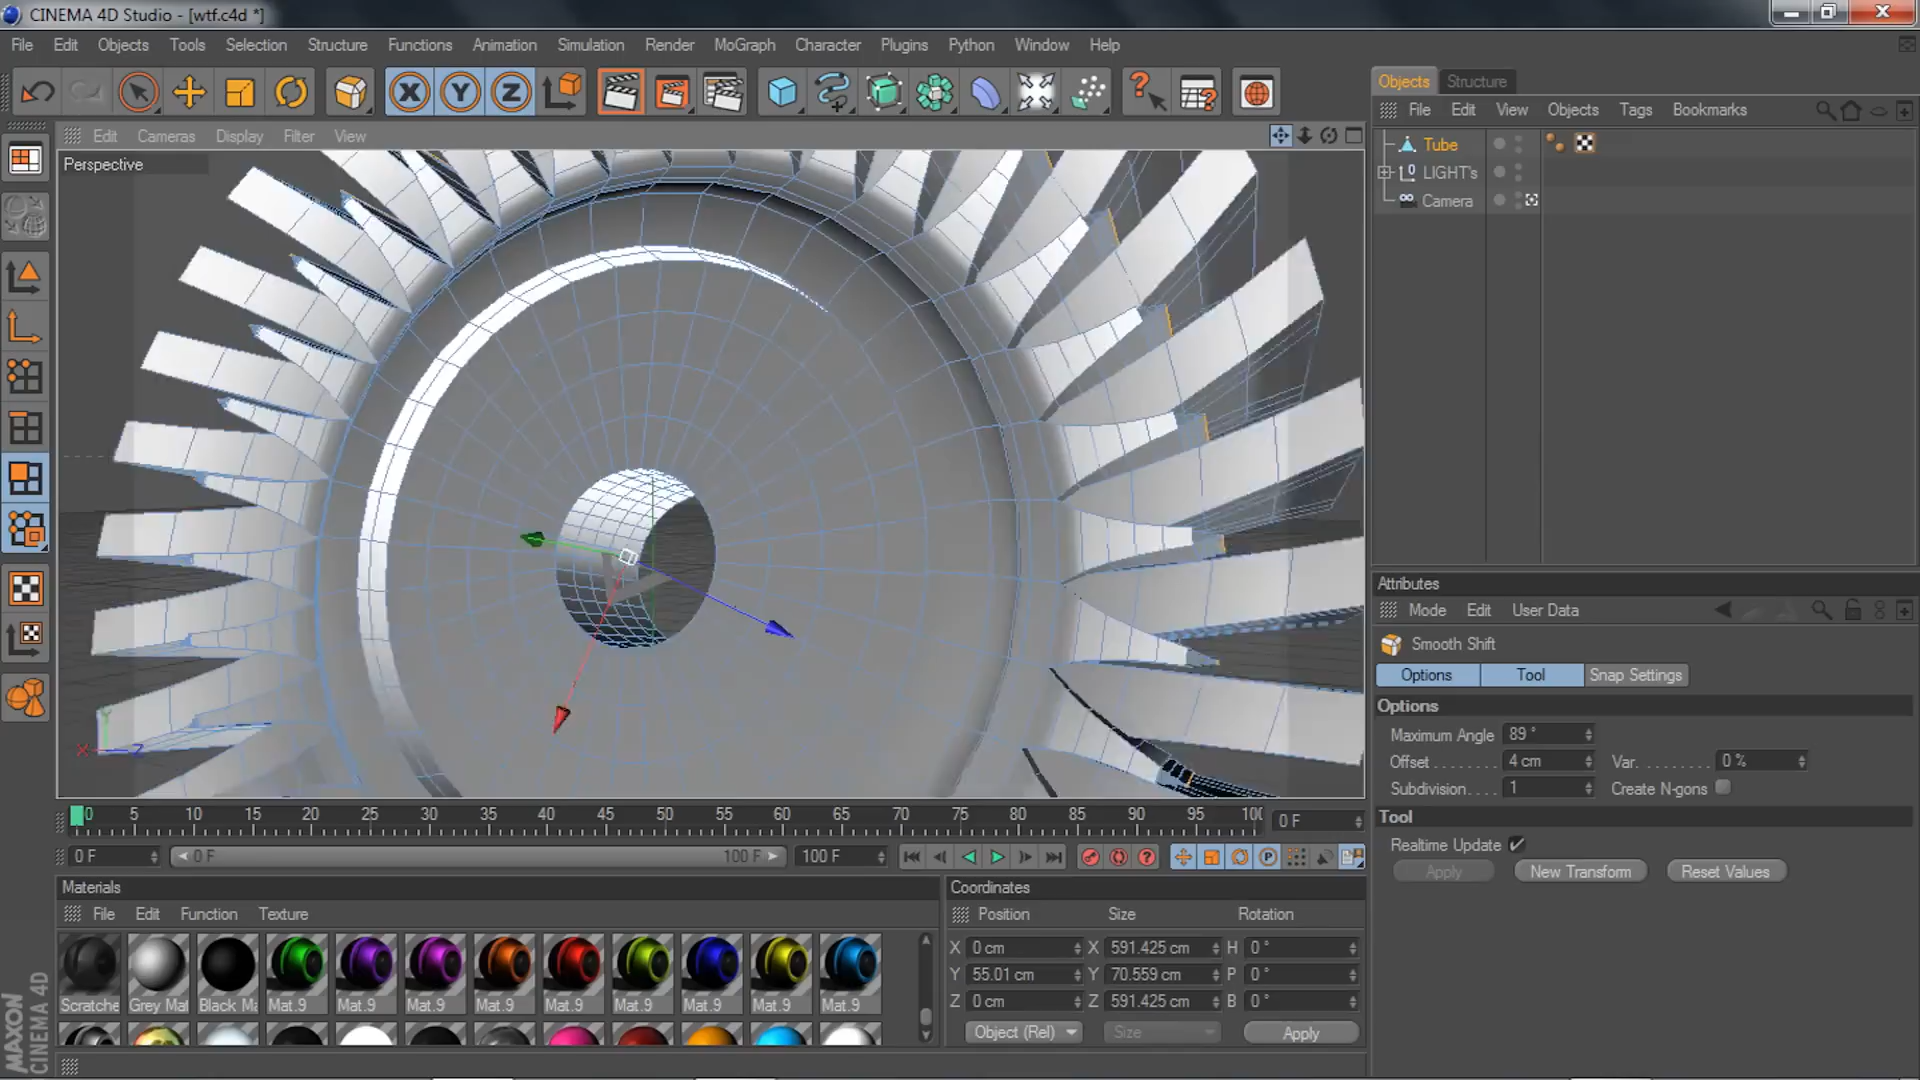 CINEMA 4D Studio - [wtf.c4d *]
File Edit Objects Tools Selection Structure Functions Animation Simulation Render MoGraph Character Plugins Python Window Help
X Y Z
Edit Cameras Display Filter View
Perspective
Y
X Z
0 5 10 15 20 25 30 35 40 45 50 55 60 65 70 75 80 85 90 95 10( 0 F
0 F 0 F 100 F 100 F
Materials
File Edit Function Texture
Scratche Grey Mat Black Ma Mat.9 Mat.9 Mat.9 Mat.9 Mat.9 Mat.9 Mat.9 Mat.9 Mat.9
MAXON
CINEMA 4D
Coordinates
Position Size Rotation
X 0 cm X 591.425 cm H 0 °
Y 55.01 cm Y 70.559 cm P 0 °
Z 0 cm Z 591.425 cm B 0 °
Object (Rel) Size Apply
Objects Structure
File Edit View Objects Tags Bookmarks
Tube
LIGHT's
Camera
Attributes
Mode Edit User Data
Smooth Shift
Options Tool Snap Settings
Options
Maximum Angle 89 °
Offset . . . . . . . . 4 cm Var. . . . . . . . . 0 %
Subdivision. . . . 1 Create N-gons
Tool
Realtime Update
Apply New Transform Reset Values